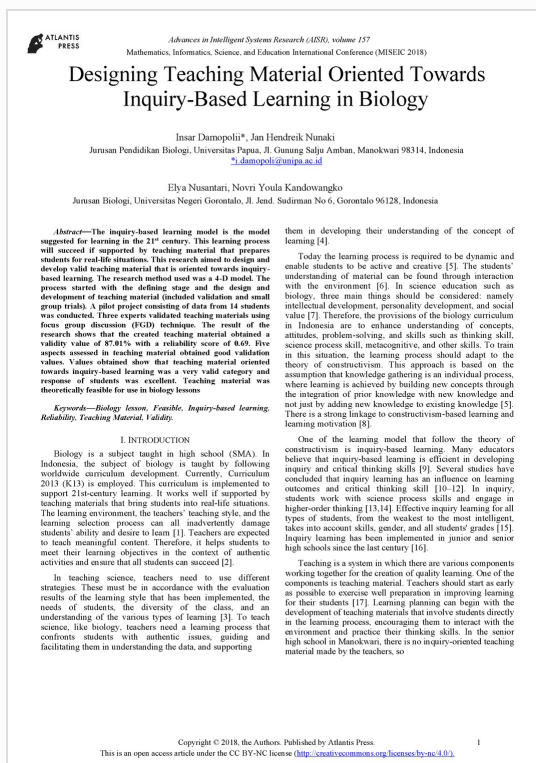 ATLANTIS
PRESS
Advances in Intelligent Systems Research (AISR), volume 157
Mathematics, Informatics, Science, and Education International Conference (MISEIC 2018)
Designing Teaching Material Oriented Towards
Inquiry-Based Learning in Biology
Insar Damopolii*, Jan Hendreik Nunaki
Jurusan Pendidikan Biologi, Universitas Papua, Jl. Gunung Salju Amban, Manokwari 98314, Indonesia
*i.damopoli@unipa.ac.id
Elya Nusantari, Novri Youla Kandowangko
Jurusan Biologi, Universitas Negeri Gorontalo, Jl. Jend. Sudirman No 6, Gorontalo 96128, Indonesia
Abstract—The inquiry-based learning model is the model
suggested for learning in the 21st century. This learning process
will succeed if supported by teaching material that prepares
students for real-life situations. This research aimed to design and
develop valid teaching material that is oriented towards inquiry-
based learning. The research method used was a 4-D model. The
process started with the defining stage and the design and
development of teaching material (included validation and small
group trials). A pilot project consisting of data from 14 students
was conducted. Three experts validated teaching materials using
focus group discussion (FGD) technique. The result of the
research shows that the created teaching material obtained a
validity value of 87.01% with a reliability score of 0.69. Five
aspects assessed in teaching material obtained good validation
values. Values obtained show that teaching material oriented
towards inquiry-based learning was a very valid category and
response of students was excellent. Teaching material was
theoretically feasible for use in biology lessons
Keywords—Biology lesson, Feasible, Inquiry-based learning,
Reliability, Teaching Material, Validity.
I. INTRODUCTION
Biology is a subject taught in high school (SMA). In
Indonesia, the subject of biology is taught by following
worldwide curriculum development. Currently, Curriculum
2013 (K13) is employed. This curriculum is implemented to
support 21st-century learning. It works well if supported by
teaching materials that bring students into real-life situations.
The learning environment, the teachers' teaching style, and the
learning selection process can all inadvertently damage
students' ability and desire to learn [1]. Teachers are expected
to teach meaningful content. Therefore, it helps students to
meet their learning objectives in the context of authentic
activities and ensure that all students can succeed [2].
In teaching science, teachers need to use different
strategies. These must be in accordance with the evaluation
results of the learning style that has been implemented, the
needs of students, the diversity of the class, and an
understanding of the various types of learning [3]. To teach
science, like biology, teachers need a learning process that
confronts students with authentic issues, guiding and
facilitating them in understanding the data, and supporting
them in developing their understanding of the concept of
learning [4].
Today the learning process is required to be dynamic and
enable students to be active and creative [5]. The students'
understanding of material can be found through interaction
with the environment [6]. In science education such as
biology, three main things should be considered: namely
intellectual development, personality development, and social
value [7]. Therefore, the provisions of the biology curriculum
in Indonesia are to enhance understanding of concepts,
attitudes, problem-solving, and skills such as thinking skill,
science process skill, metacognitive, and other skills. To train
in this situation, the learning process should adapt to the
theory of constructivism. This approach is based on the
assumption that knowledge gathering is an individual process,
where learning is achieved by building new concepts through
the integration of prior knowledge with new knowledge and
not just by adding new knowledge to existing knowledge [5].
There is a strong linkage to constructivism-based learning and
learning motivation [8].
One of the learning model that follow the theory of
constructivism is inquiry-based learning. Many educators
believe that inquiry-based learning is efficient in developing
inquiry and critical thinking skills [9]. Several studies have
concluded that inquiry learning has an influence on learning
outcomes and critical thinking skill [10–12]. In inquiry,
students work with science process skills and engage in
higher-order thinking [13,14]. Effective inquiry learning for all
types of students, from the weakest to the most intelligent,
takes into account skills, gender, and all students' grades [15].
Inquiry learning has been implemented in junior and senior
high schools since the last century [16].
Teaching is a system in which there are various components
working together for the creation of quality learning. One of the
components is teaching material. Teachers should start as early
as possible to exercise well preparation in improving learning
for their students [17]. Learning planning can begin with the
development of teaching materials that involve students directly
in the learning process, encouraging them to interact with the
environment and practice their thinking skills. In the senior
high school in Manokwari, there is no inquiry-oriented teaching
material made by the teachers, so
Copyright © 2018, the Authors. Published by Atlantis Press.
1
This is an open access article under the CC BY-NC license (http://creativecommons.org/licenses/by-nc/4.0/).